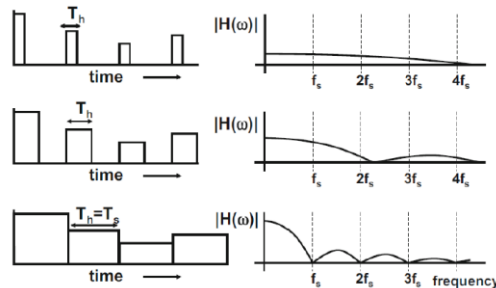 Tₕ
time
|H(ω)|
fₛ 2fₛ 3fₛ 4fₛ
Tₕ
time
|H(ω)|
fₛ 2fₛ 3fₛ 4fₛ
Tₕ=Tₛ
time
|H(ω)|
fₛ 2fₛ 3fₛ 4fₛ
frequency